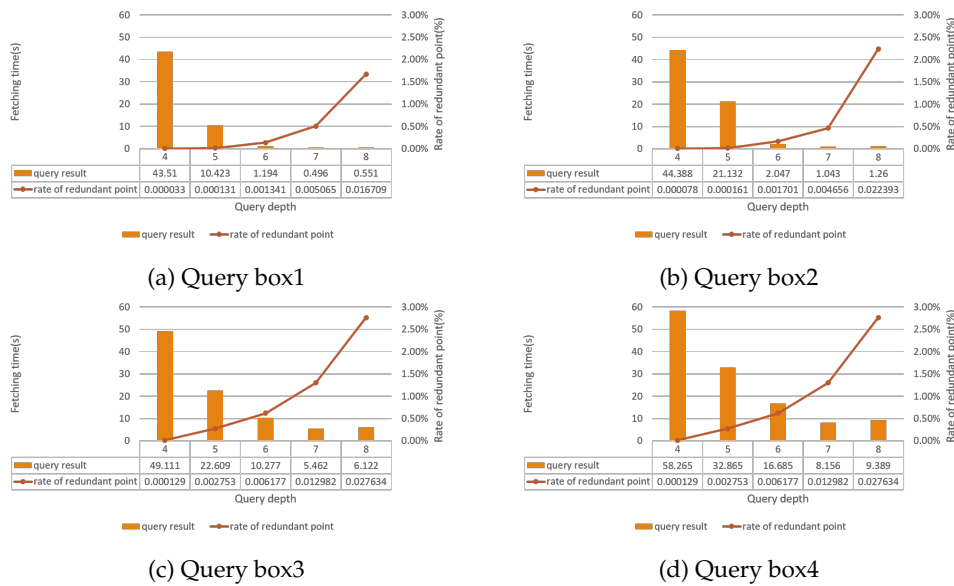 60 3.00%
50 2.50%
40 2.00%
30 1.50%
20 1.00%
10 0.50%
0 0.00%
Fetching time(s)
Rate of redundant point(%)
4 5 6 7 8
query result 43.51 10.423 1.194 0.496 0.551
rate of redundant point 0.000033 0.000131 0.001341 0.005065 0.016709
Query depth
query result rate of redundant point
(a) Query box1
60 3.00%
50 2.50%
40 2.00%
30 1.50%
20 1.00%
10 0.50%
0 0.00%
Fetching time(s)
Rate of redundant point(%)
4 5 6 7 8
query result 44.388 21.132 2.047 1.043 1.26
rate of redundant point 0.000078 0.000161 0.001701 0.004656 0.022393
Query depth
query result rate of redundant point
(b) Query box2
60 3.00%
50 2.50%
40 2.00%
30 1.50%
20 1.00%
10 0.50%
0 0.00%
Fetching time(s)
Rate of redundant point(%)
4 5 6 7 8
query result 49.111 22.609 10.277 5.462 6.122
rate of redundant point 0.000129 0.002753 0.006177 0.012982 0.027634
Query depth
query result rate of redundant point
(c) Query box3
60 3.00%
50 2.50%
40 2.00%
30 1.50%
20 1.00%
10 0.50%
0 0.00%
Fetching time(s)
Rate of redundant point(%)
4 5 6 7 8
query result 58.265 32.865 16.685 8.156 9.389
rate of redundant point 0.000129 0.002753 0.006177 0.012982 0.027634
Query depth
query result rate of redundant point
(d) Query box4